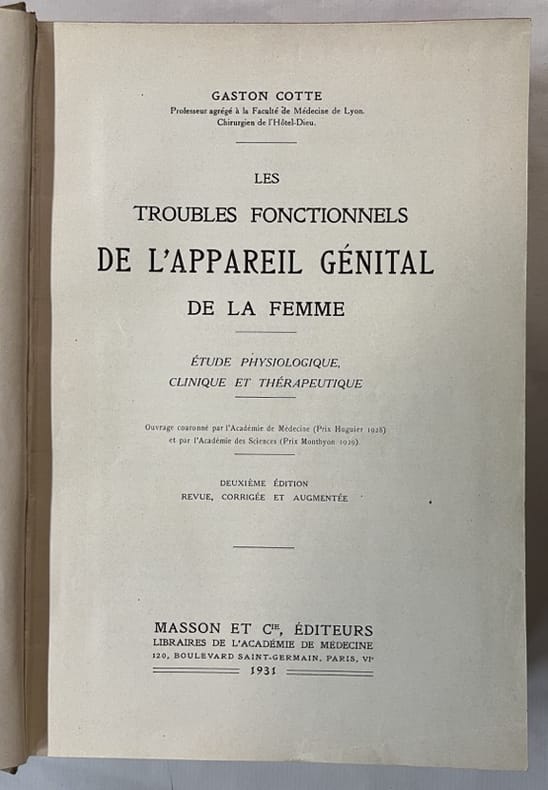 GASTON COTTE
Professeur agrégé à la Faculté de Médecine de Lyon.
Chirurgien de l'Hôtel-Dieu.
LES
TROUBLES FONCTIONNELS
DE L'APPAREIL GÉNITAL
DE LA FEMME
ÉTUDE PHYSIOLOGIQUE,
CLINIQUE ET THÉRAPEUTIQUE
Ouvrage couronné par l'Académie de Médecine (Prix Huguier 1928)
et par l'Académie des Sciences (Prix Monthyon 1929).
DEUXIÈME ÉDITION
REVUE, CORRIGÉE ET AUGMENTÉE
MASSON ET CIE, ÉDITEURS
LIBRAIRES DE L'ACADÉMIE DE MÉDECINE
120, BOULEVARD SAINT-GERMAIN, PARIS, VIe
1931